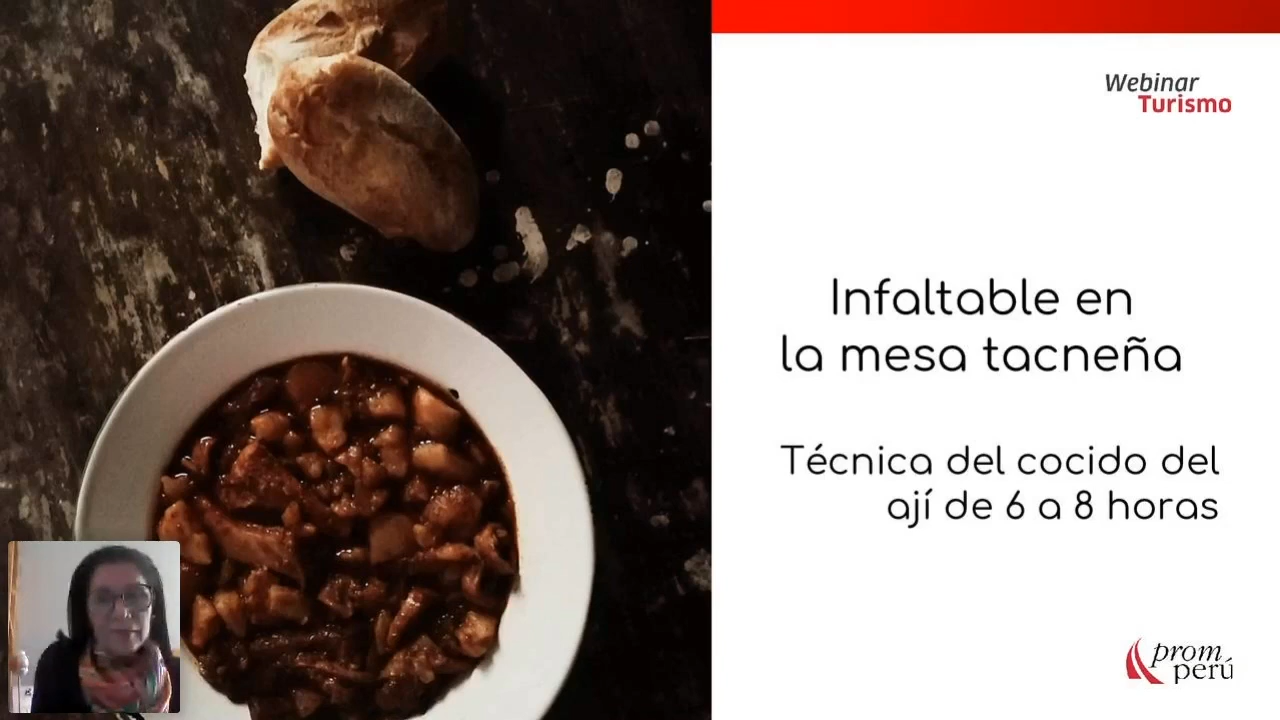 Webinar
Turismo
Infaltable en
la mesa tacneña
Técnica del cocido del
ají de 6 a 8 horas
prom
perú